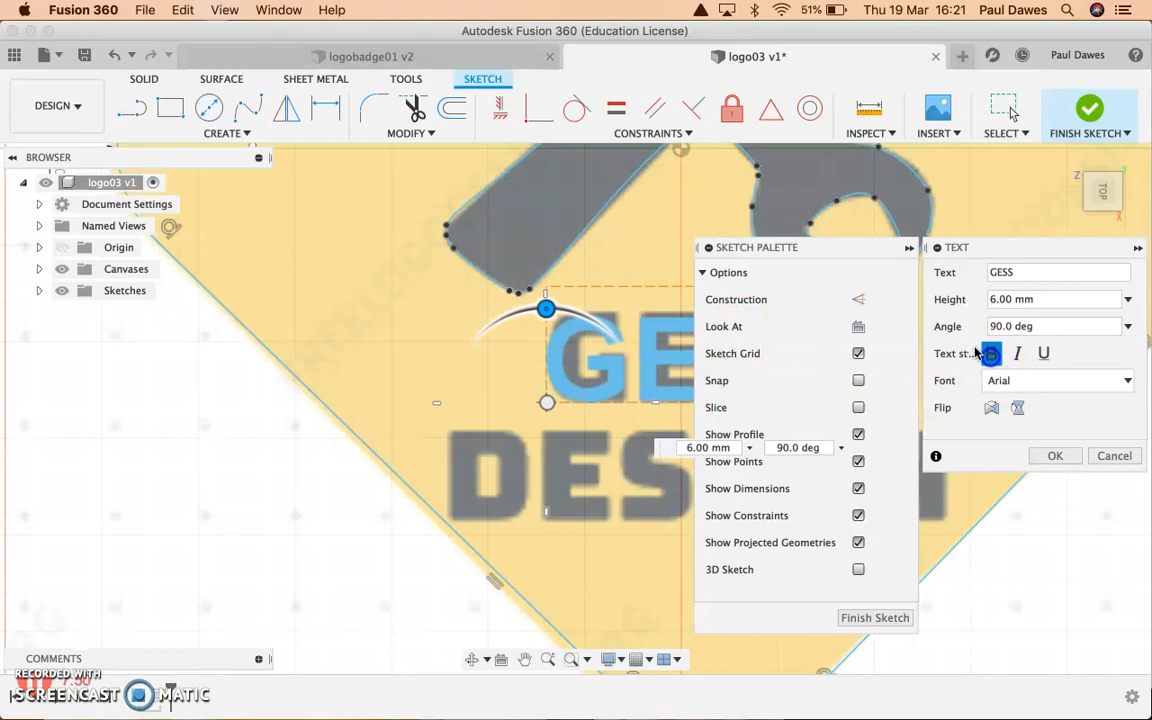 Fusion 360 File Edit View Window Help 51% Thu 19 Mar 16:21 Paul Dawes
Autodesk Fusion 360 (Education License)
logobadge01 v2 logo03 v1* Paul Dawes
SOLID SURFACE SHEET METAL TOOLS SKETCH
DESIGN
CREATE MODIFY CONSTRAINTS INSPECT INSERT SELECT FINISH SKETCH
BROWSER
logo03 v1
Document Settings
Named Views
Origin
Canvases
Sketches
TOP
Z
Y
X
GE
DES
SKETCH PALETTE
Options
Construction
Look At
Sketch Grid
Snap
Slice
Show Profile
Show Points
Show Dimensions
Show Constraints
Show Projected Geometries
3D Sketch
Finish Sketch
6.00 mm 90.0 deg
TEXT
Text GESS
Height 6.00 mm
Angle 90.0 deg
Text st... B I U
Font Arial
Flip
OK Cancel
COMMENTS
RECORDED WITH
SCREENCAST MATIC